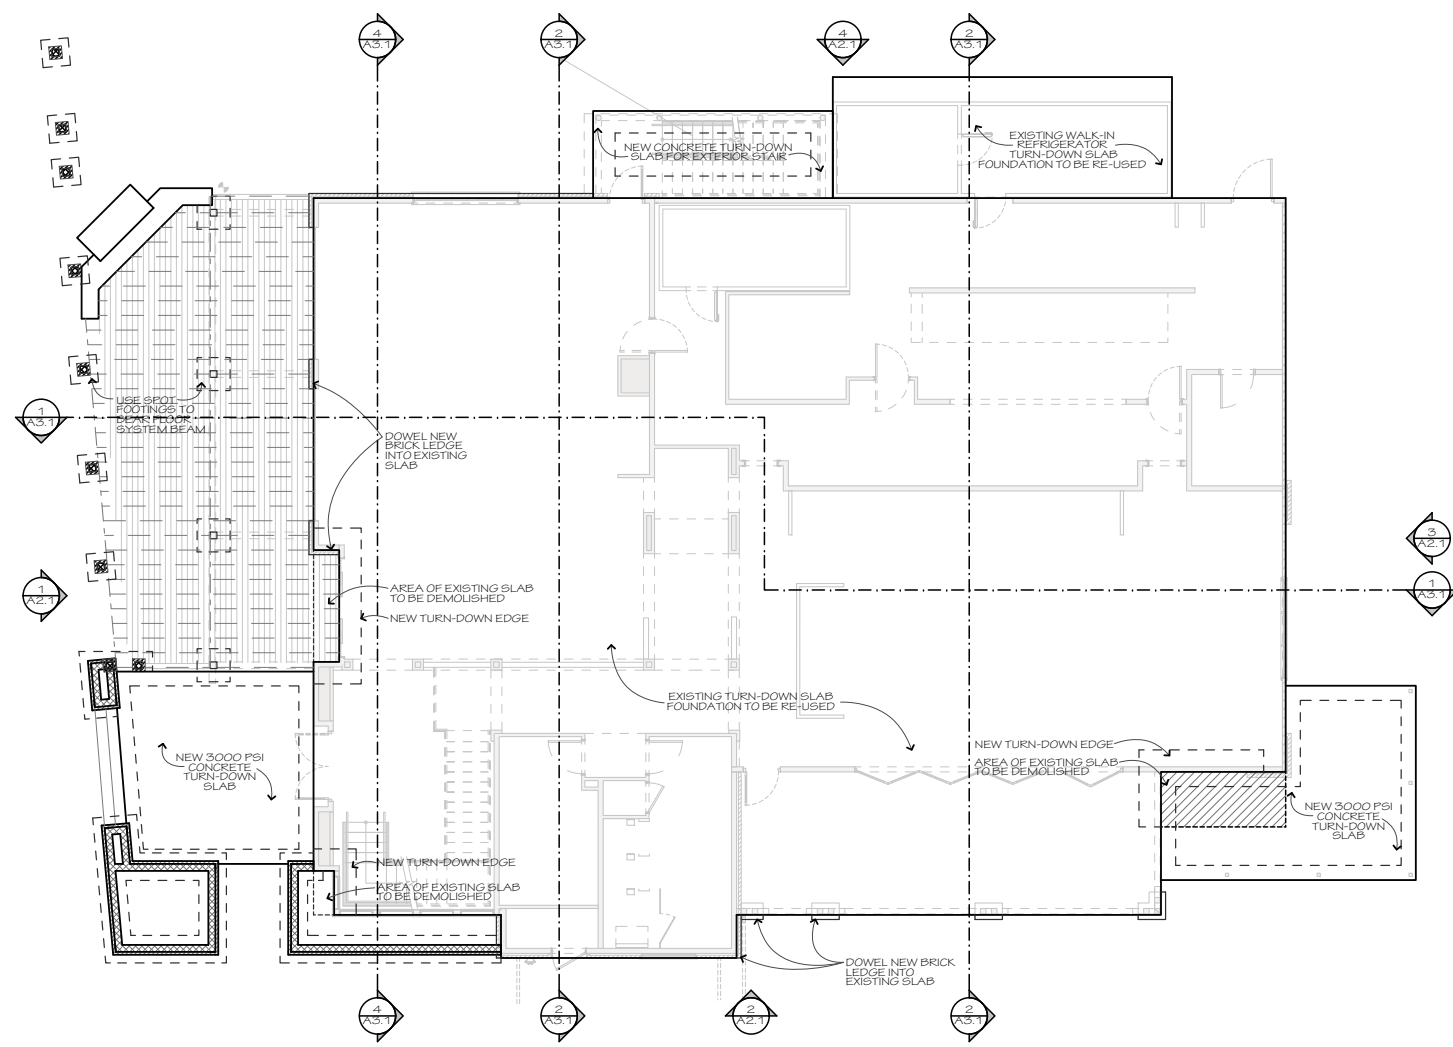 4
A3.1
2
A3.1
4
A2.1
2
A3.1
NEW CONCRETE TURN-DOWN
SLAB FOR EXTERIOR STAIR
EXISTING WALK-IN
REFRIGERATOR
TURN-DOWN SLAB
FOUNDATION TO BE RE-USED
USE SPOT
FOOTINGS TO
BEAR FLOOR
SYSTEM BEAM
1
A3.1
DOWEL NEW
BRICK LEDGE
INTO EXISTING
SLAB
3
A2.1
1
A3.1
1
A2.1
AREA OF EXISTING SLAB
TO BE DEMOLISHED
NEW TURN-DOWN EDGE
EXISTING TURN-DOWN SLAB
FOUNDATION TO BE RE-USED
NEW 3000 PSI
CONCRETE
TURN-DOWN
SLAB
NEW TURN-DOWN EDGE
AREA OF EXISTING SLAB
TO BE DEMOLISHED
NEW 3000 PSI
CONCRETE
TURN-DOWN
SLAB
NEW TURN-DOWN EDGE
AREA OF EXISTING SLAB
TO BE DEMOLISHED
DOWEL NEW BRICK
LEDGE INTO
EXISTING SLAB
4
A3.1
2
A3.1
2
A2.1
2
A3.1